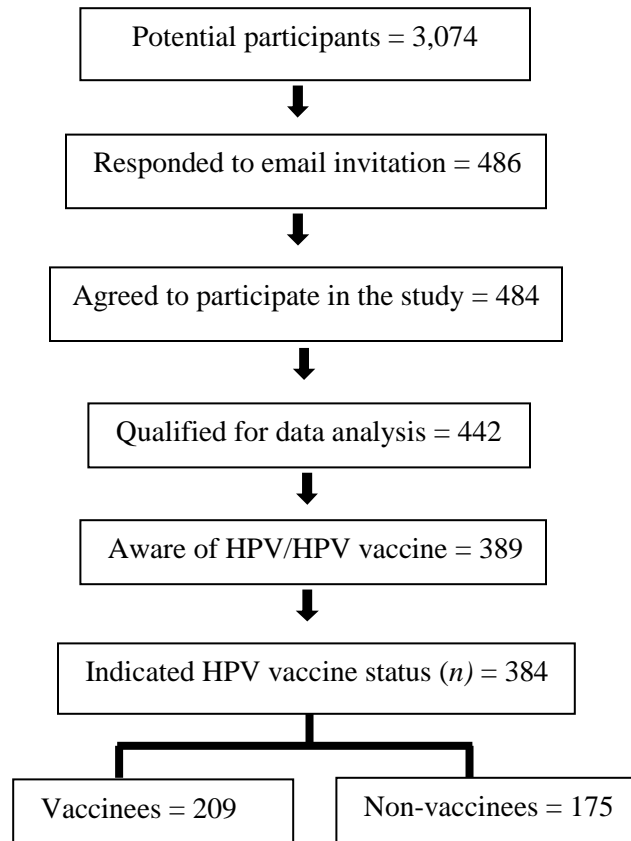 Potential participants = 3,074
Responded to email invitation = 486
Agreed to participate in the study = 484
Qualified for data analysis = 442
Aware of HPV/HPV vaccine = 389
Indicated HPV vaccine status (n) = 384
Vaccinees = 209
Non-vaccinees = 175